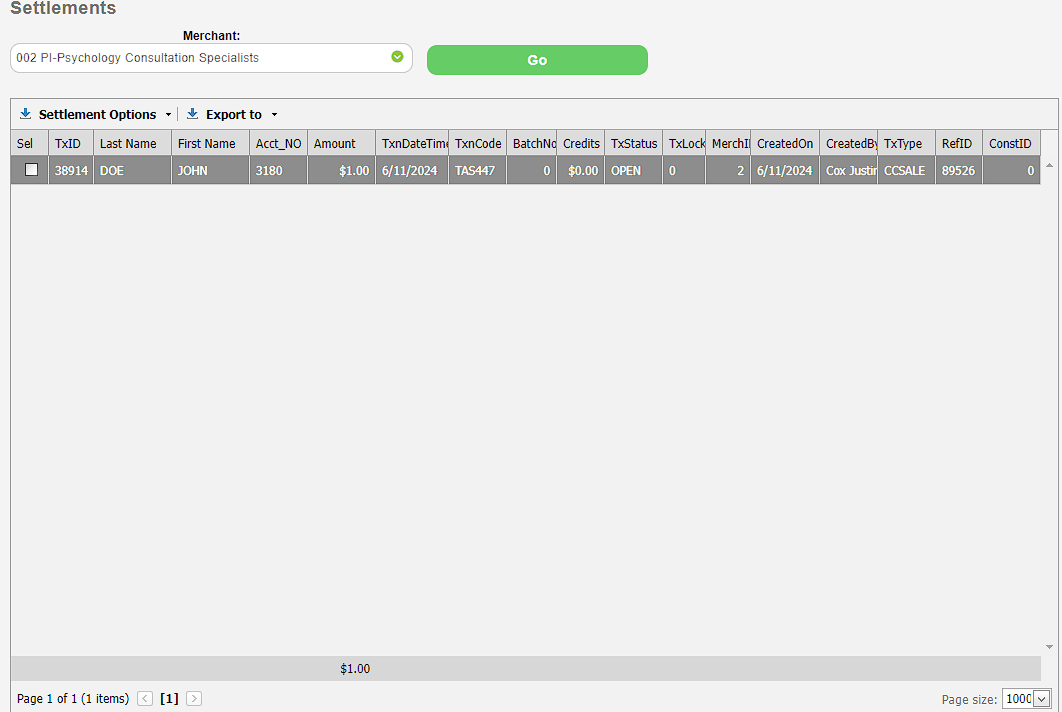 Settlements
Merchant:
002 PI-Psychology Consultation Specialists
Go
Settlement Options Export to
Sel TxID Last Name First Name Acct_NO Amount TxnDateTime TxnCode BatchNo Credits TxStatus TxLock MerchID CreatedOn CreatedBy TxType RefID ConstID
38914 DOE JOHN 3180 $1.00 6/11/2024 TAS447 0 $0.00 OPEN 0 2 6/11/2024 Cox Justin CCSALE 89526 0
$1.00
Page 1 of 1 (1 items) < [1] >
Page size: 1000